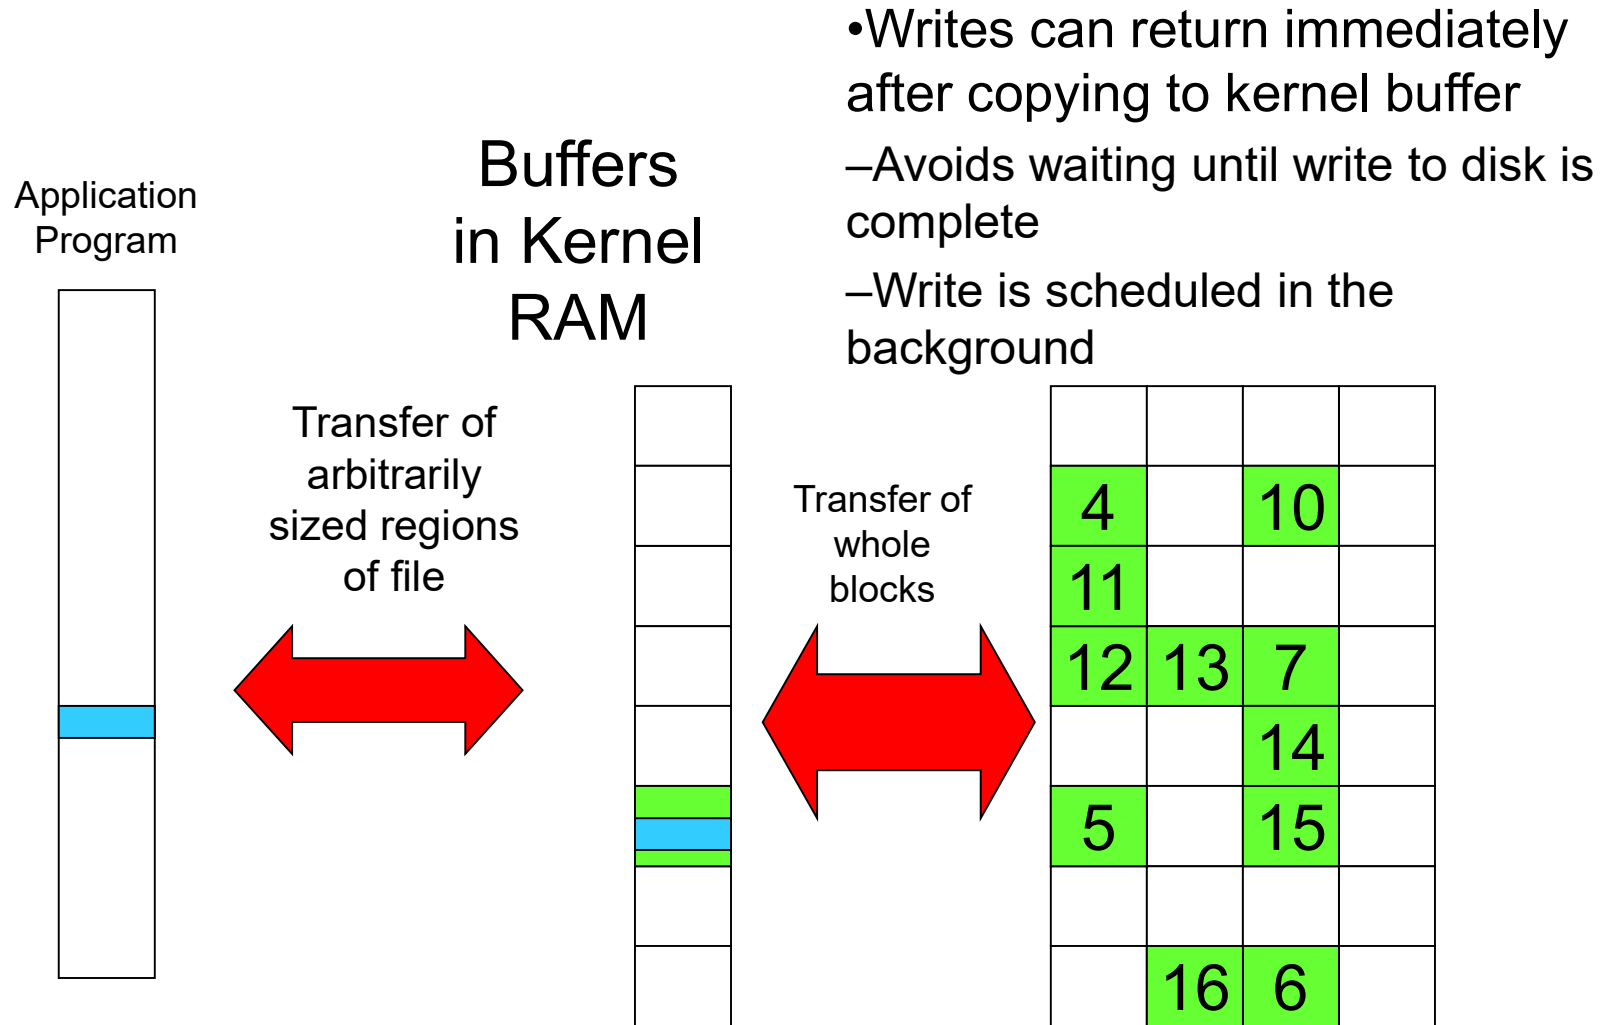 •Writes can return immediately
after copying to kernel buffer
–Avoids waiting until write to disk is
complete
–Write is scheduled in the
background
Buffers
in Kernel
RAM
Application
Program
Transfer of
arbitrarily
sized regions
of file
Transfer of
whole
blocks
4 10
11
12 13 7
14
5 15
16 6